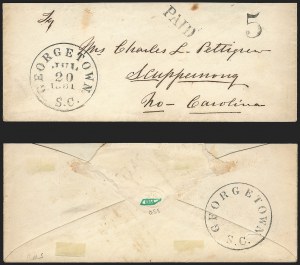 PAID
5
GEORGETOWN
JUL
20
1861
S.C.
Mrs Charles L. Pettigrew
Scuppernong
No- Carolina
GEORGETOWN
S.C.